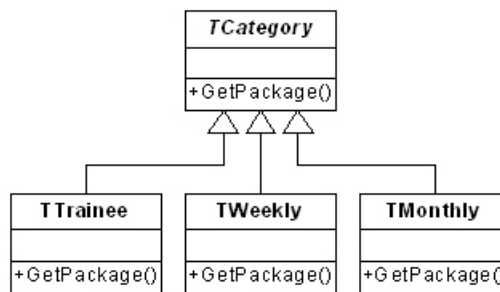 TCategory
+GetPackage()
TTrainee
+GetPackage()
TWeekly
+GetPackage()
TMonthly
+GetPackage()